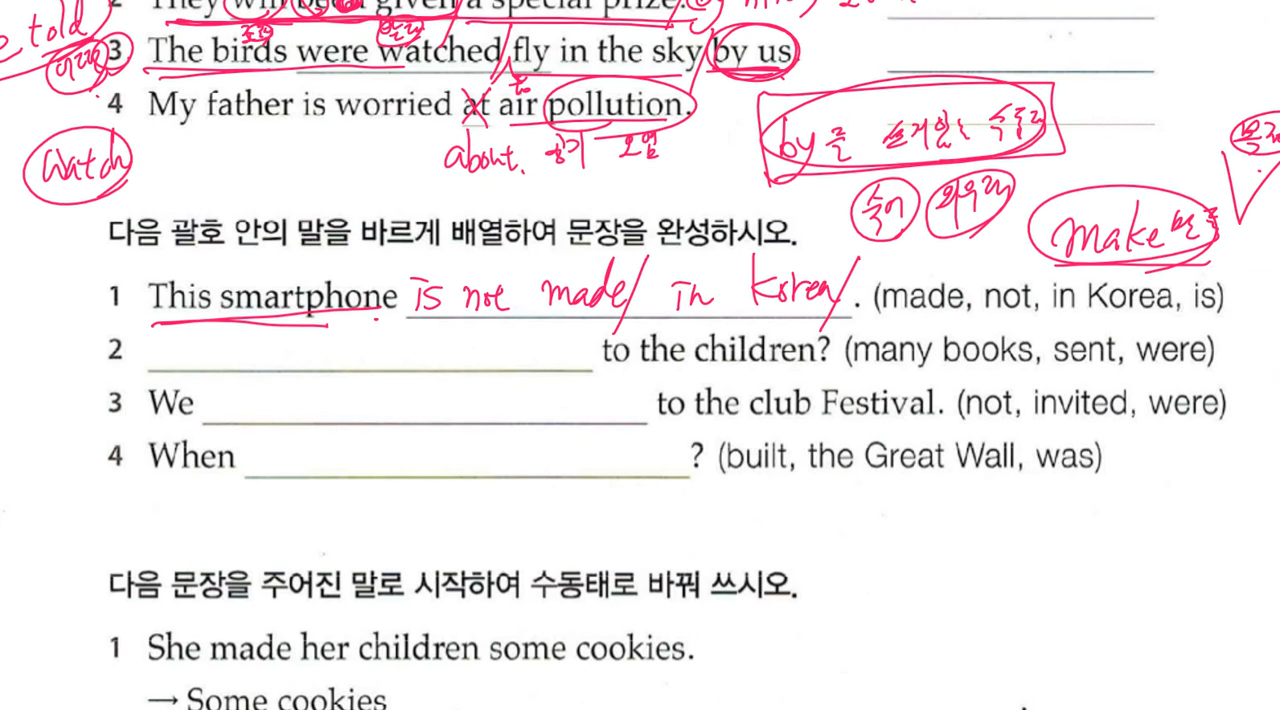 They will been given a special prize.
told
3 The birds were watched fly in the sky by us.
to
4 My father is worried at air pollution.
Watch
about. 공기 오염
by를 쓰지않는 수동태
숙어 외우기
make
다음 괄호 안의 말을 바르게 배열하여 문장을 완성하시오.
1 This smartphone is not made / in Korea / . (made, not, in Korea, is)
2 to the children? (many books, sent, were)
3 We to the club Festival. (not, invited, were)
4 When ? (built, the Great Wall, was)
다음 문장을 주어진 말로 시작하여 수동태로 바꿔 쓰시오.
1 She made her children some cookies.
→ Some cookies .